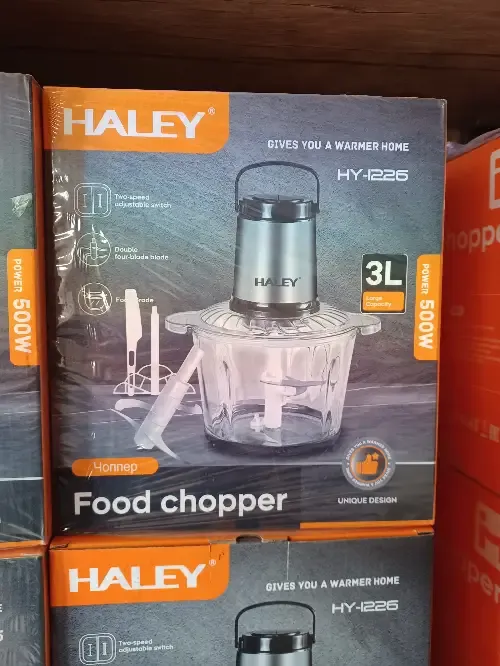 HALEY®
GIVES YOU A WARMER HOME
HY-1226
Two-speed
adjustable switch
Double
four-blade blade
HALEY®
3L
Large
Capacity
POWER 500W
POWER 500W
Чоппер
Food chopper
UNIQUE DESIGN
HALEY®
GIVES YOU A WARMER HOME
HY-1226
Two-speed
adjustable switch